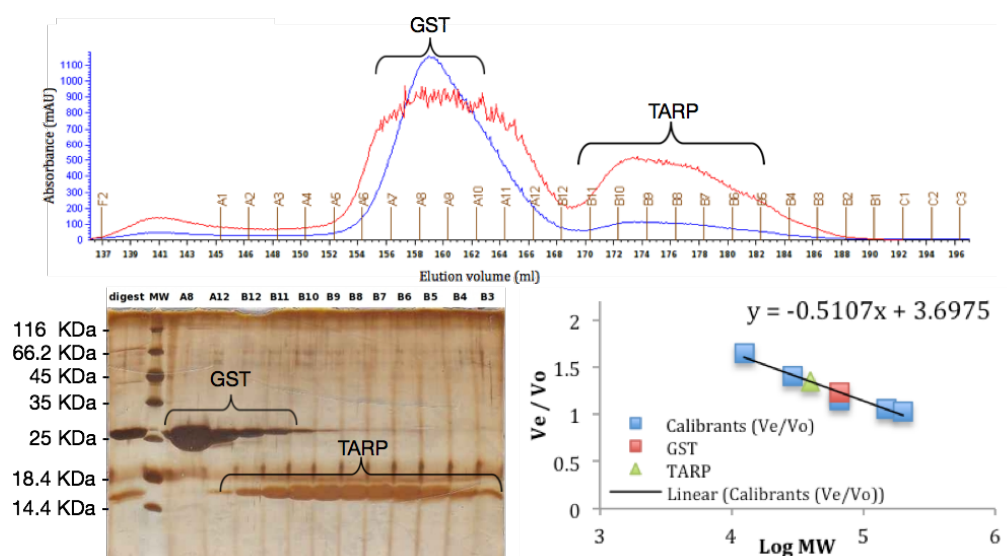 GST
TARP
Absorbance (mAU)
1100
1000
900
800
700
600
500
400
300
200
100
0
F2 A1 A2 A3 A4 A5 A6 A7 A8 A9 A10 A11 A12 B12 B11 B10 B9 B8 B7 B6 B5 B4 B3 B2 B1 C1 C2 C3
137 139 141 143 145 147 149 150 152 154 156 158 160 162 164 166 168 170 172 174 176 178 180 182 184 186 188 190 192 194 196
Elution volume (ml)
digest MW A8 A12 B12 B11 B10 B9 B8 B7 B6 B5 B4 B3
116 KDa
66.2 KDa
45 KDa
35 KDa
25 KDa
18.4 KDa
14.4 KDa
GST
TARP
y = -0.5107x + 3.6975
Ve / Vo
2
1.5
1
0.5
0
Calibrants (Ve/Vo)
GST
TARP
Linear (Calibrants (Ve/Vo))
3 4 5 6
Log MW